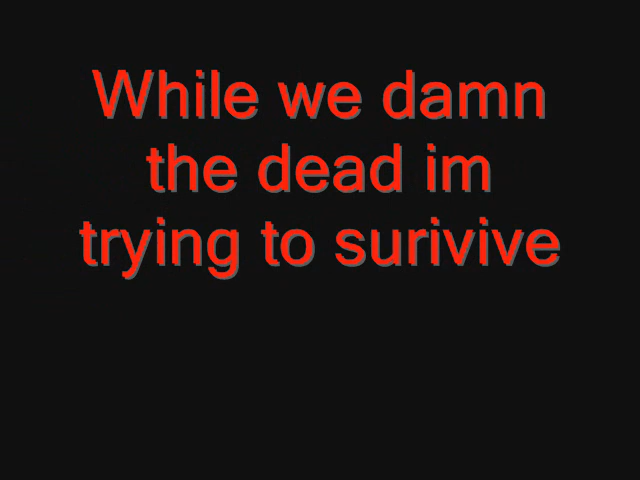 While we damn
the dead im
trying to surivive